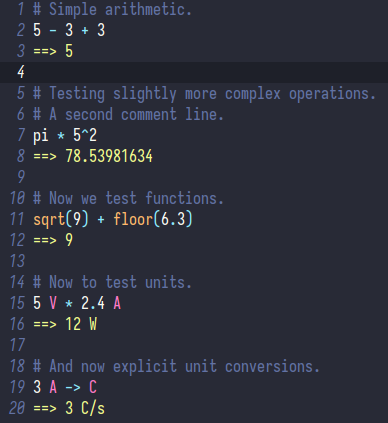 1 # Simple arithmetic.
2 5 - 3 + 3
3 ==> 5
4
5 # Testing slightly more complex operations.
6 # A second comment line.
7 pi * 5^2
8 ==> 78.53981634
9
10 # Now we test functions.
11 sqrt(9) + floor(6.3)
12 ==> 9
13
14 # Now to test units.
15 5 V * 2.4 A
16 ==> 12 W
17
18 # And now explicit unit conversions.
19 3 A -> C
20 ==> 3 C/s